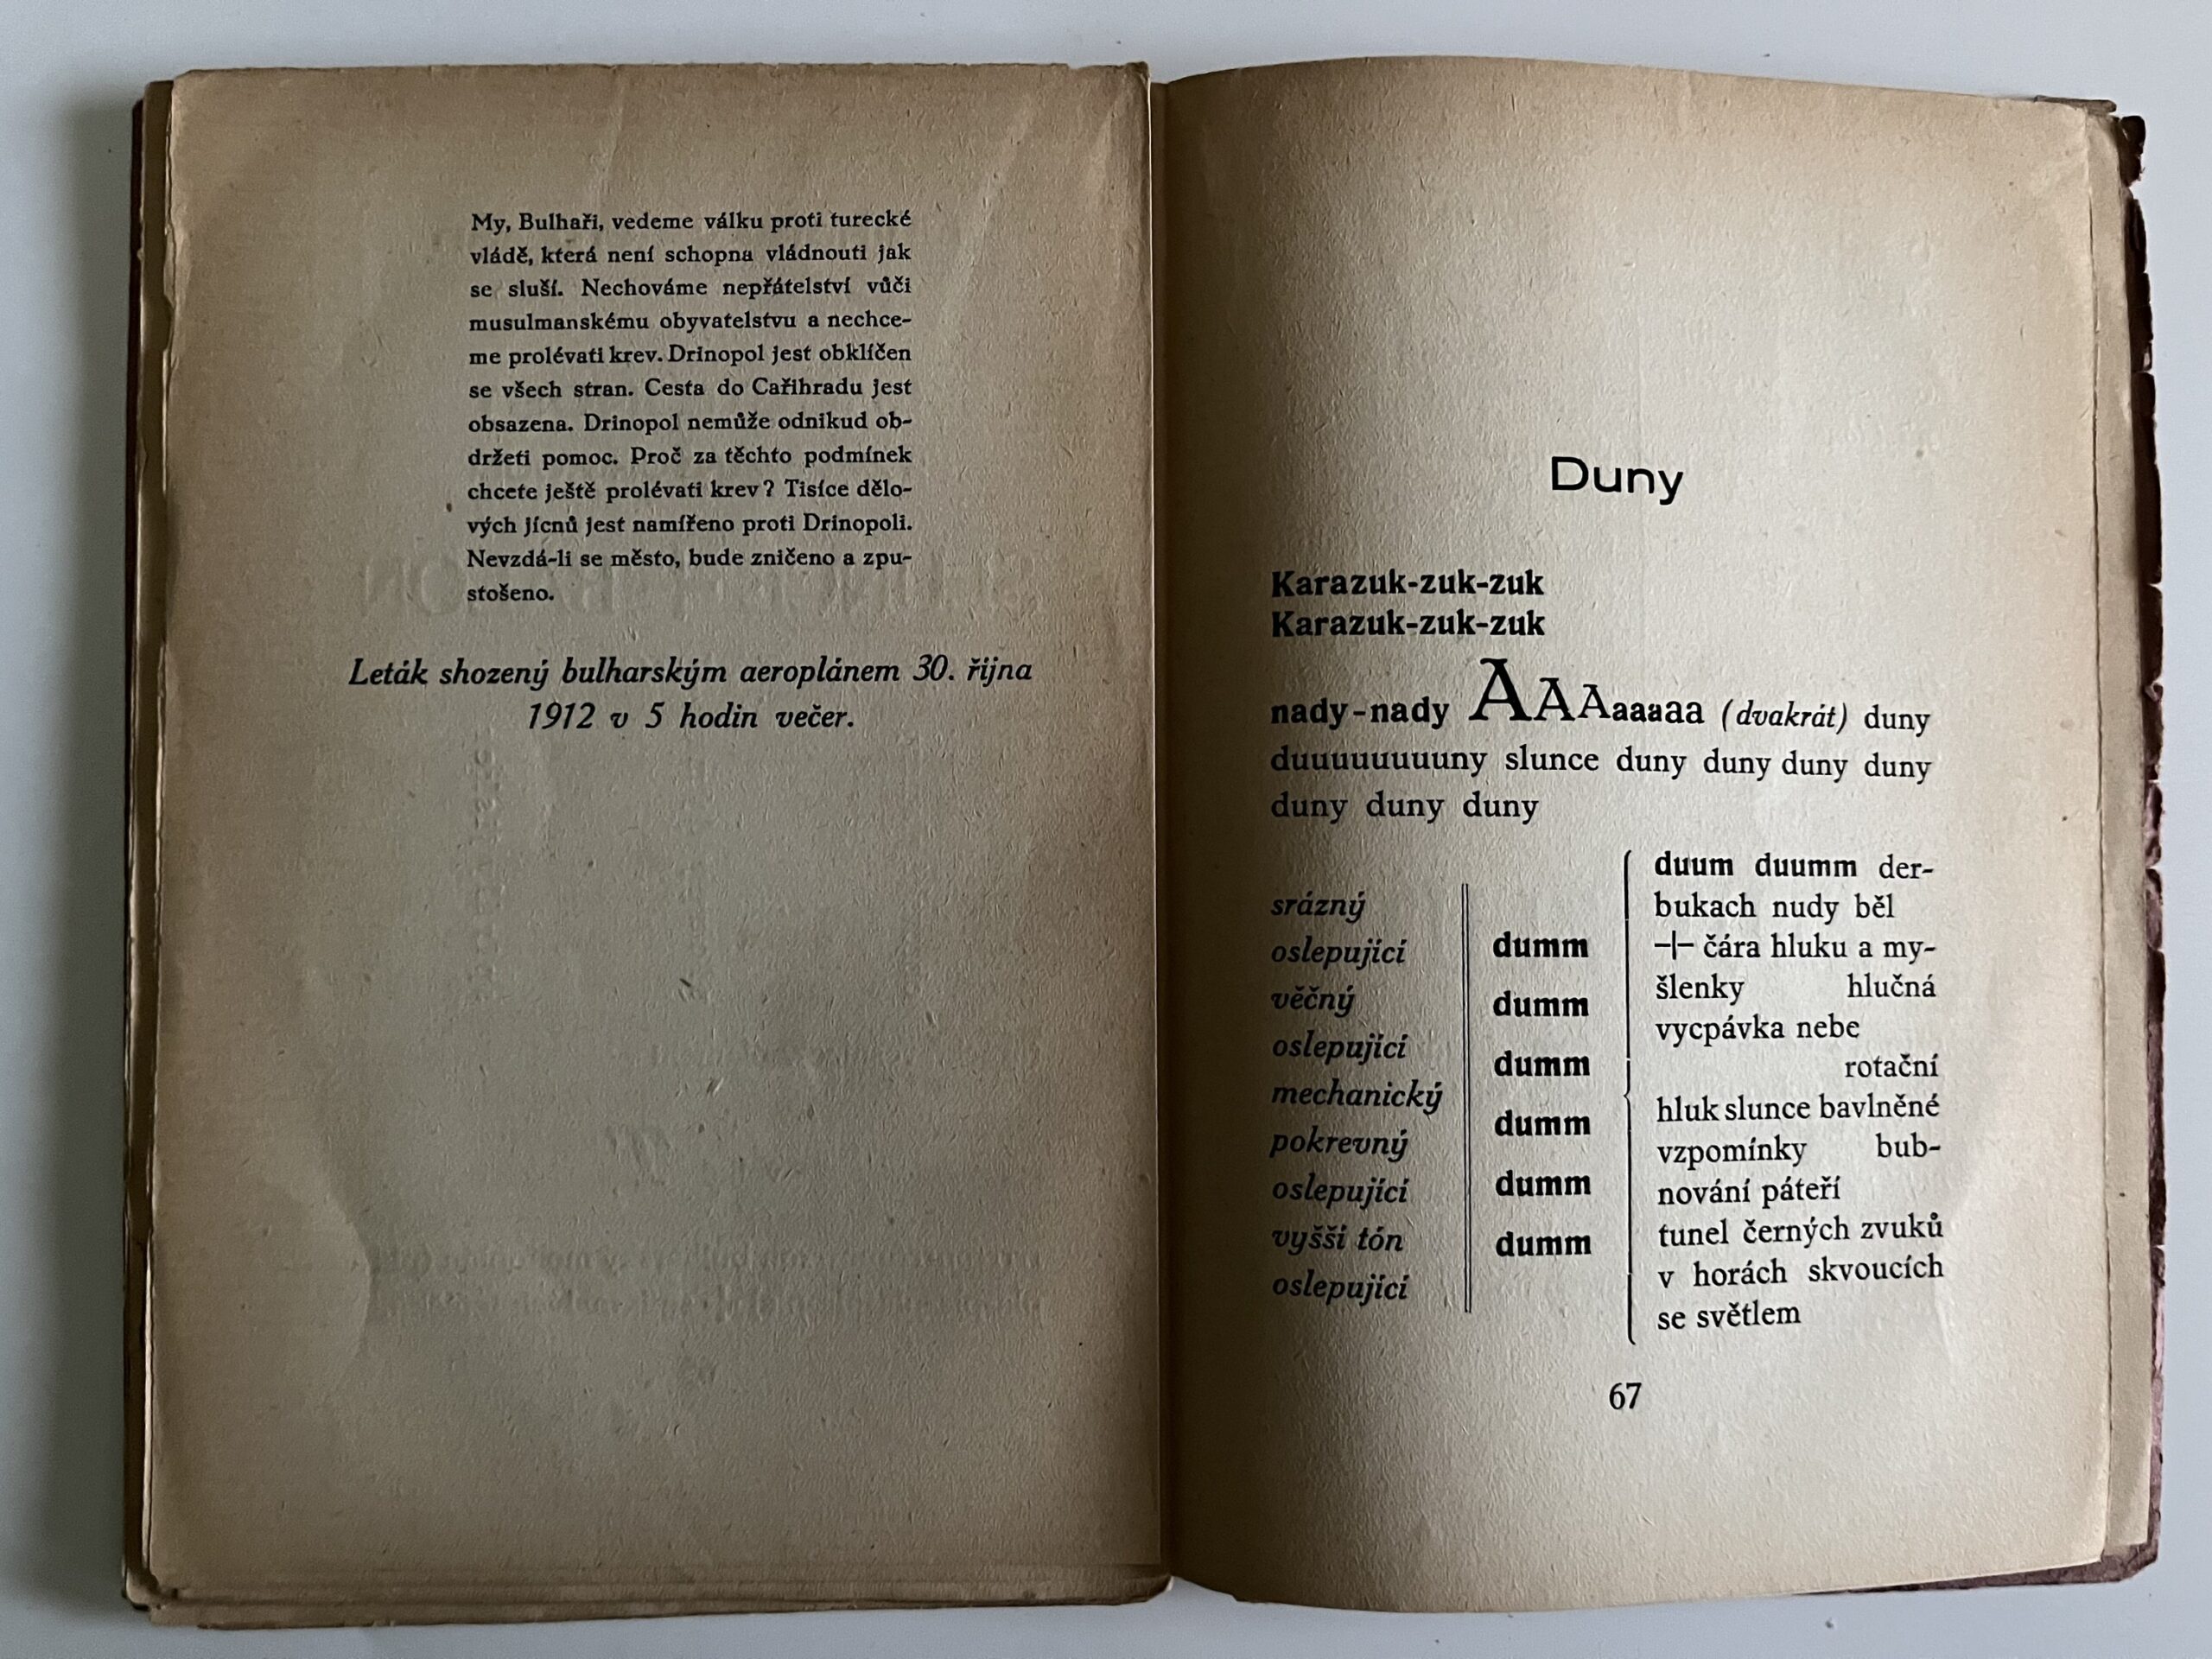 My, Bulhaři, vedeme válku proti turecké
vládě, která není schopna vládnouti jak
se sluší. Nechováme nepřátelství vůči
musulmanskému obyvatelstvu a nechce-
me prolévati krev. Drinopol jest obklíčen
se všech stran. Cesta do Cařihradu jest
obsazena. Drinopol nemůže odnikud ob-
držeti pomoc. Proč za těchto podmínek
chcete ještě prolévati krev? Tisíce dělo-
vých jícnů jest namířeno proti Drinopoli.
Nevzdá-li se město, bude zničeno a zpu-
stošeno.
Leták shozený bulharským aeroplánem 30. října
1912 v 5 hodin večer.
Duny
Karazuk-zuk-zuk
Karazuk-zuk-zuk
nady-nady AAAaaaaa (dvakrát) duny
duuuuuuuuny slunce duny duny duny duny
duny duny duny
srázný
oslepující
věčný
oslepující
mechanický
pokrevný
oslepující
vyšší tón
oslepující
dumm
dumm
dumm
dumm
dumm
dumm
duum duumm der-
bukach nudy běl
+ čára hluku a my-
šlenky hlučná
vycpávka nebe
rotační
hluk slunce bavlněné
vzpomínky bub-
nování páteří
tunel černých zvuků
v horách skvoucích
se světlem
67